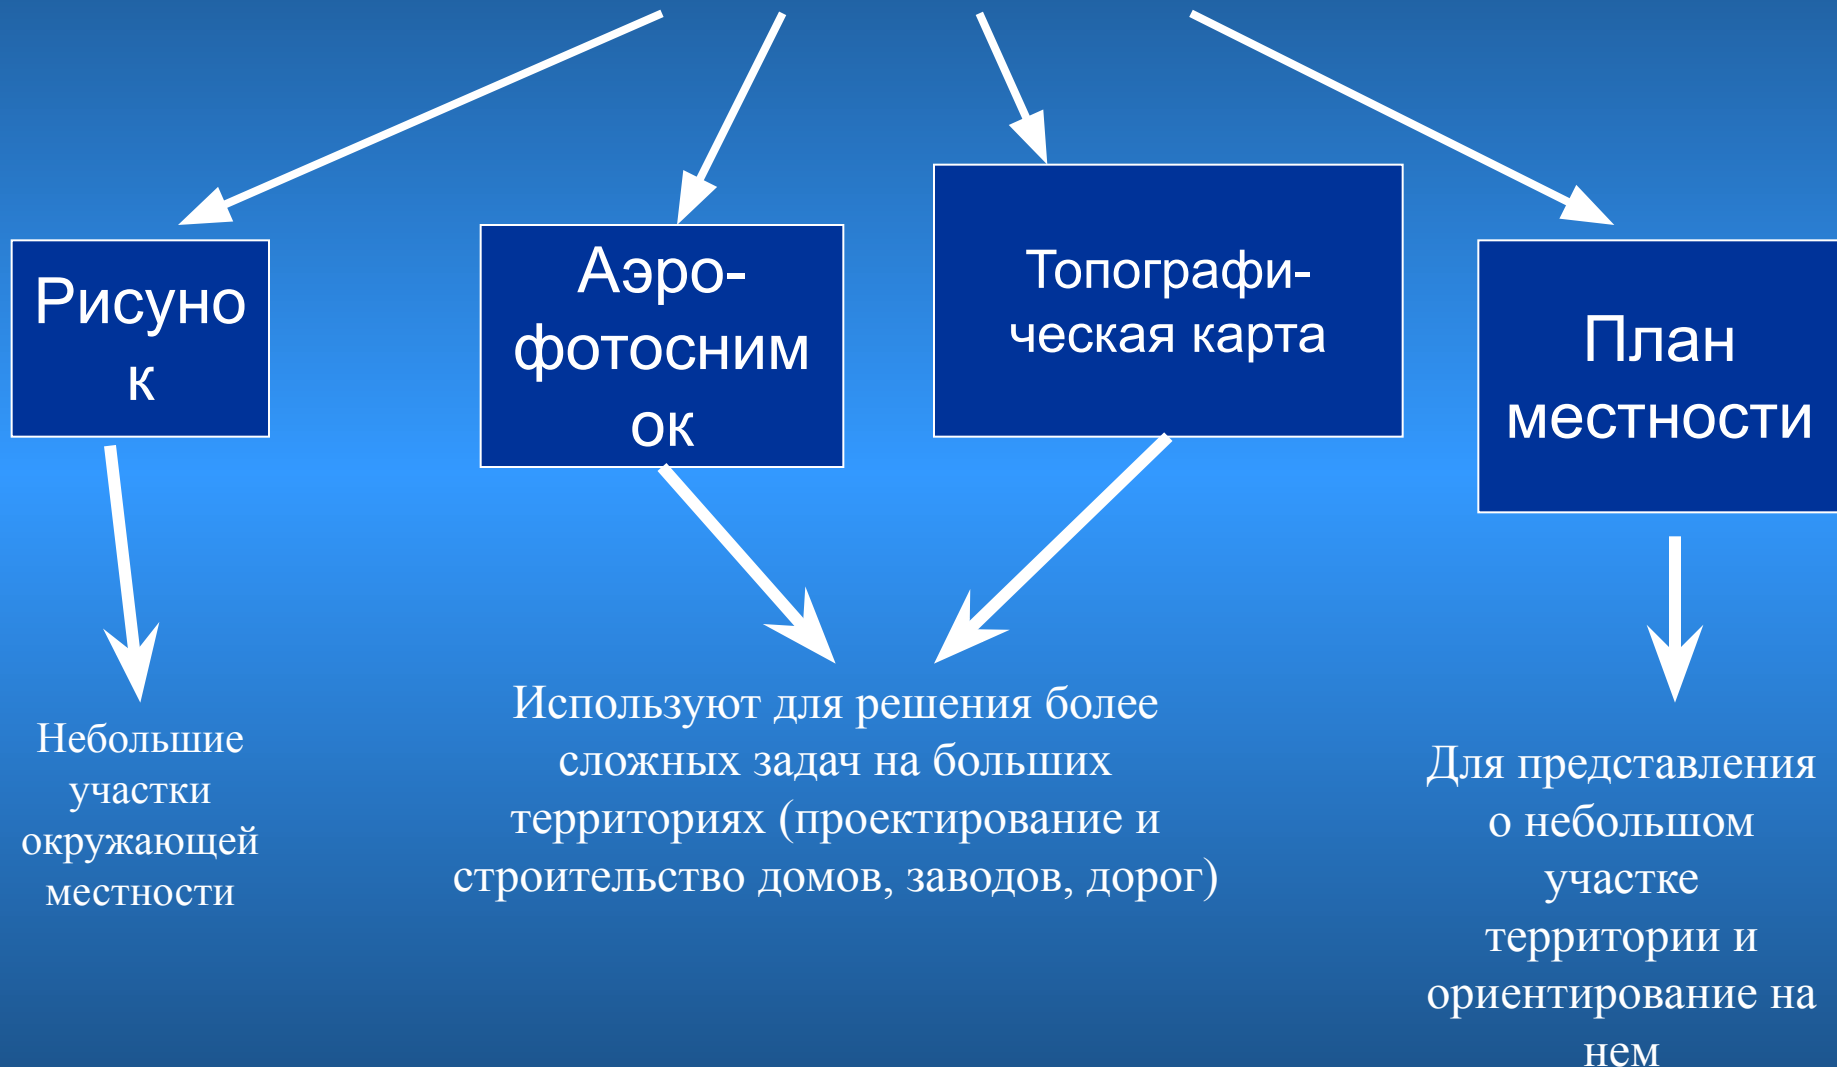 Рисуно
к
Аэро-
фотосним
ок
Топографи-
ческая карта
План
местности
Небольшие
участки
окружающей
местности
Используют для решения более
сложных задач на больших
территориях (проектирование и
строительство домов, заводов, дорог)
Для представления
о небольшом
участке
территории и
ориентирование на
нем